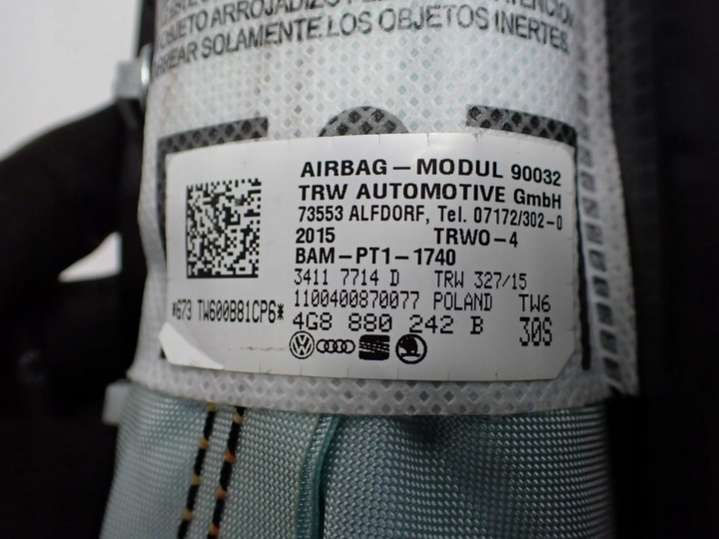 OBJETO ARROJADIZO
SOLAMENTE LOS OBJETOS INERTES.
AIRBAG-MODUL 90032
TRW AUTOMOTIVE GmbH
73553 ALFDORF, Tel. 07172/302-0
2015 TRWO-4
BAM-PT1-1740
3411 7714 D TRW 327/15
1100400870077 POLAND TW6
*673 TW600B81CP6*
4G8 880 242 B 30S